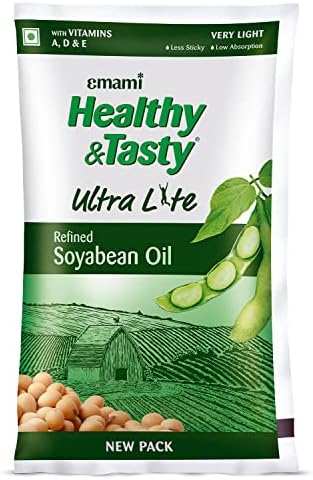 WITH VITAMINS
A, D & E
VERY LIGHT
• Less Sticky • Low Absorption
emami*
Healthy
&Tasty®
Ultra Lite
Refined
Soyabean Oil
NEW PACK